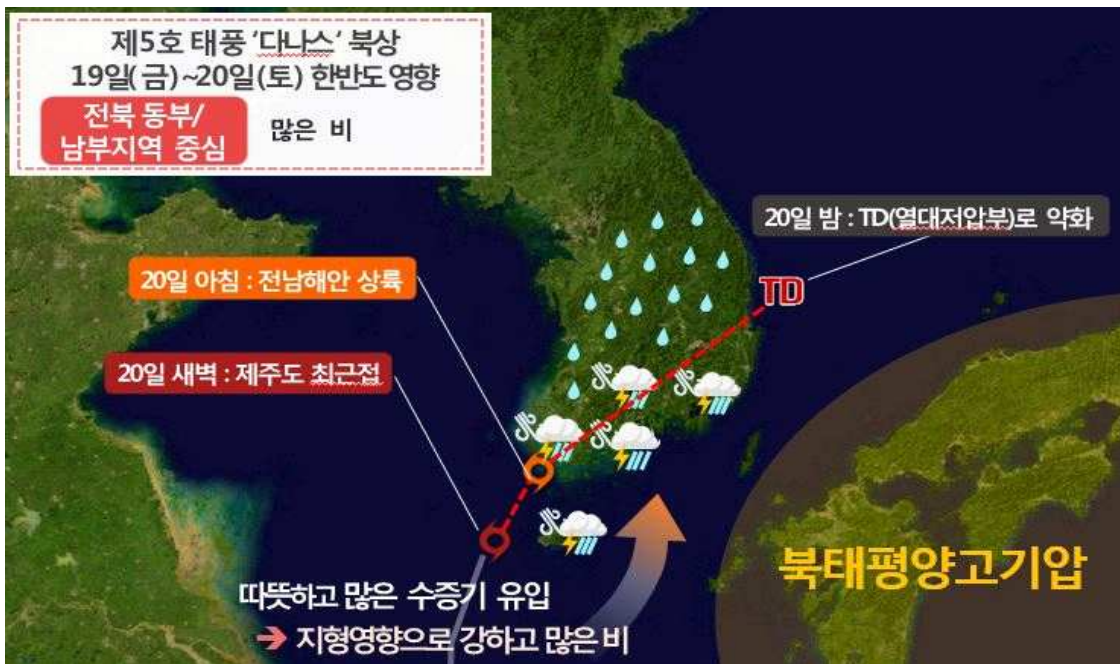 제5호 태풍 '다나스' 북상
19일(금)~20일(토) 한반도 영향
전북 동부/
남부지역 중심
많은 비
20일 밤 : TD(열대저압부)로 약화
TD
20일 아침 : 전남해안 상륙
20일 새벽 : 제주도 최근접
북태평양고기압
따뜻하고 많은 수증기 유입
➔ 지형영향으로 강하고 많은 비